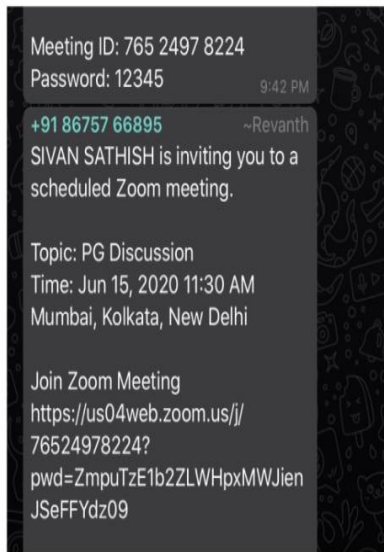 Meeting ID: 765 2497 8224
Password: 12345
9:42 PM
+91 86757 66895 ~Revanth
SIVAN SATHISH is inviting you to a
scheduled Zoom meeting.
Topic: PG Discussion
Time: Jun 15, 2020 11:30 AM
Mumbai, Kolkata, New Delhi
Join Zoom Meeting
https://us04web.zoom.us/j/
76524978224?
pwd=ZmpuTzE1b2ZLWHpxMWJien
JSeFFYdz09